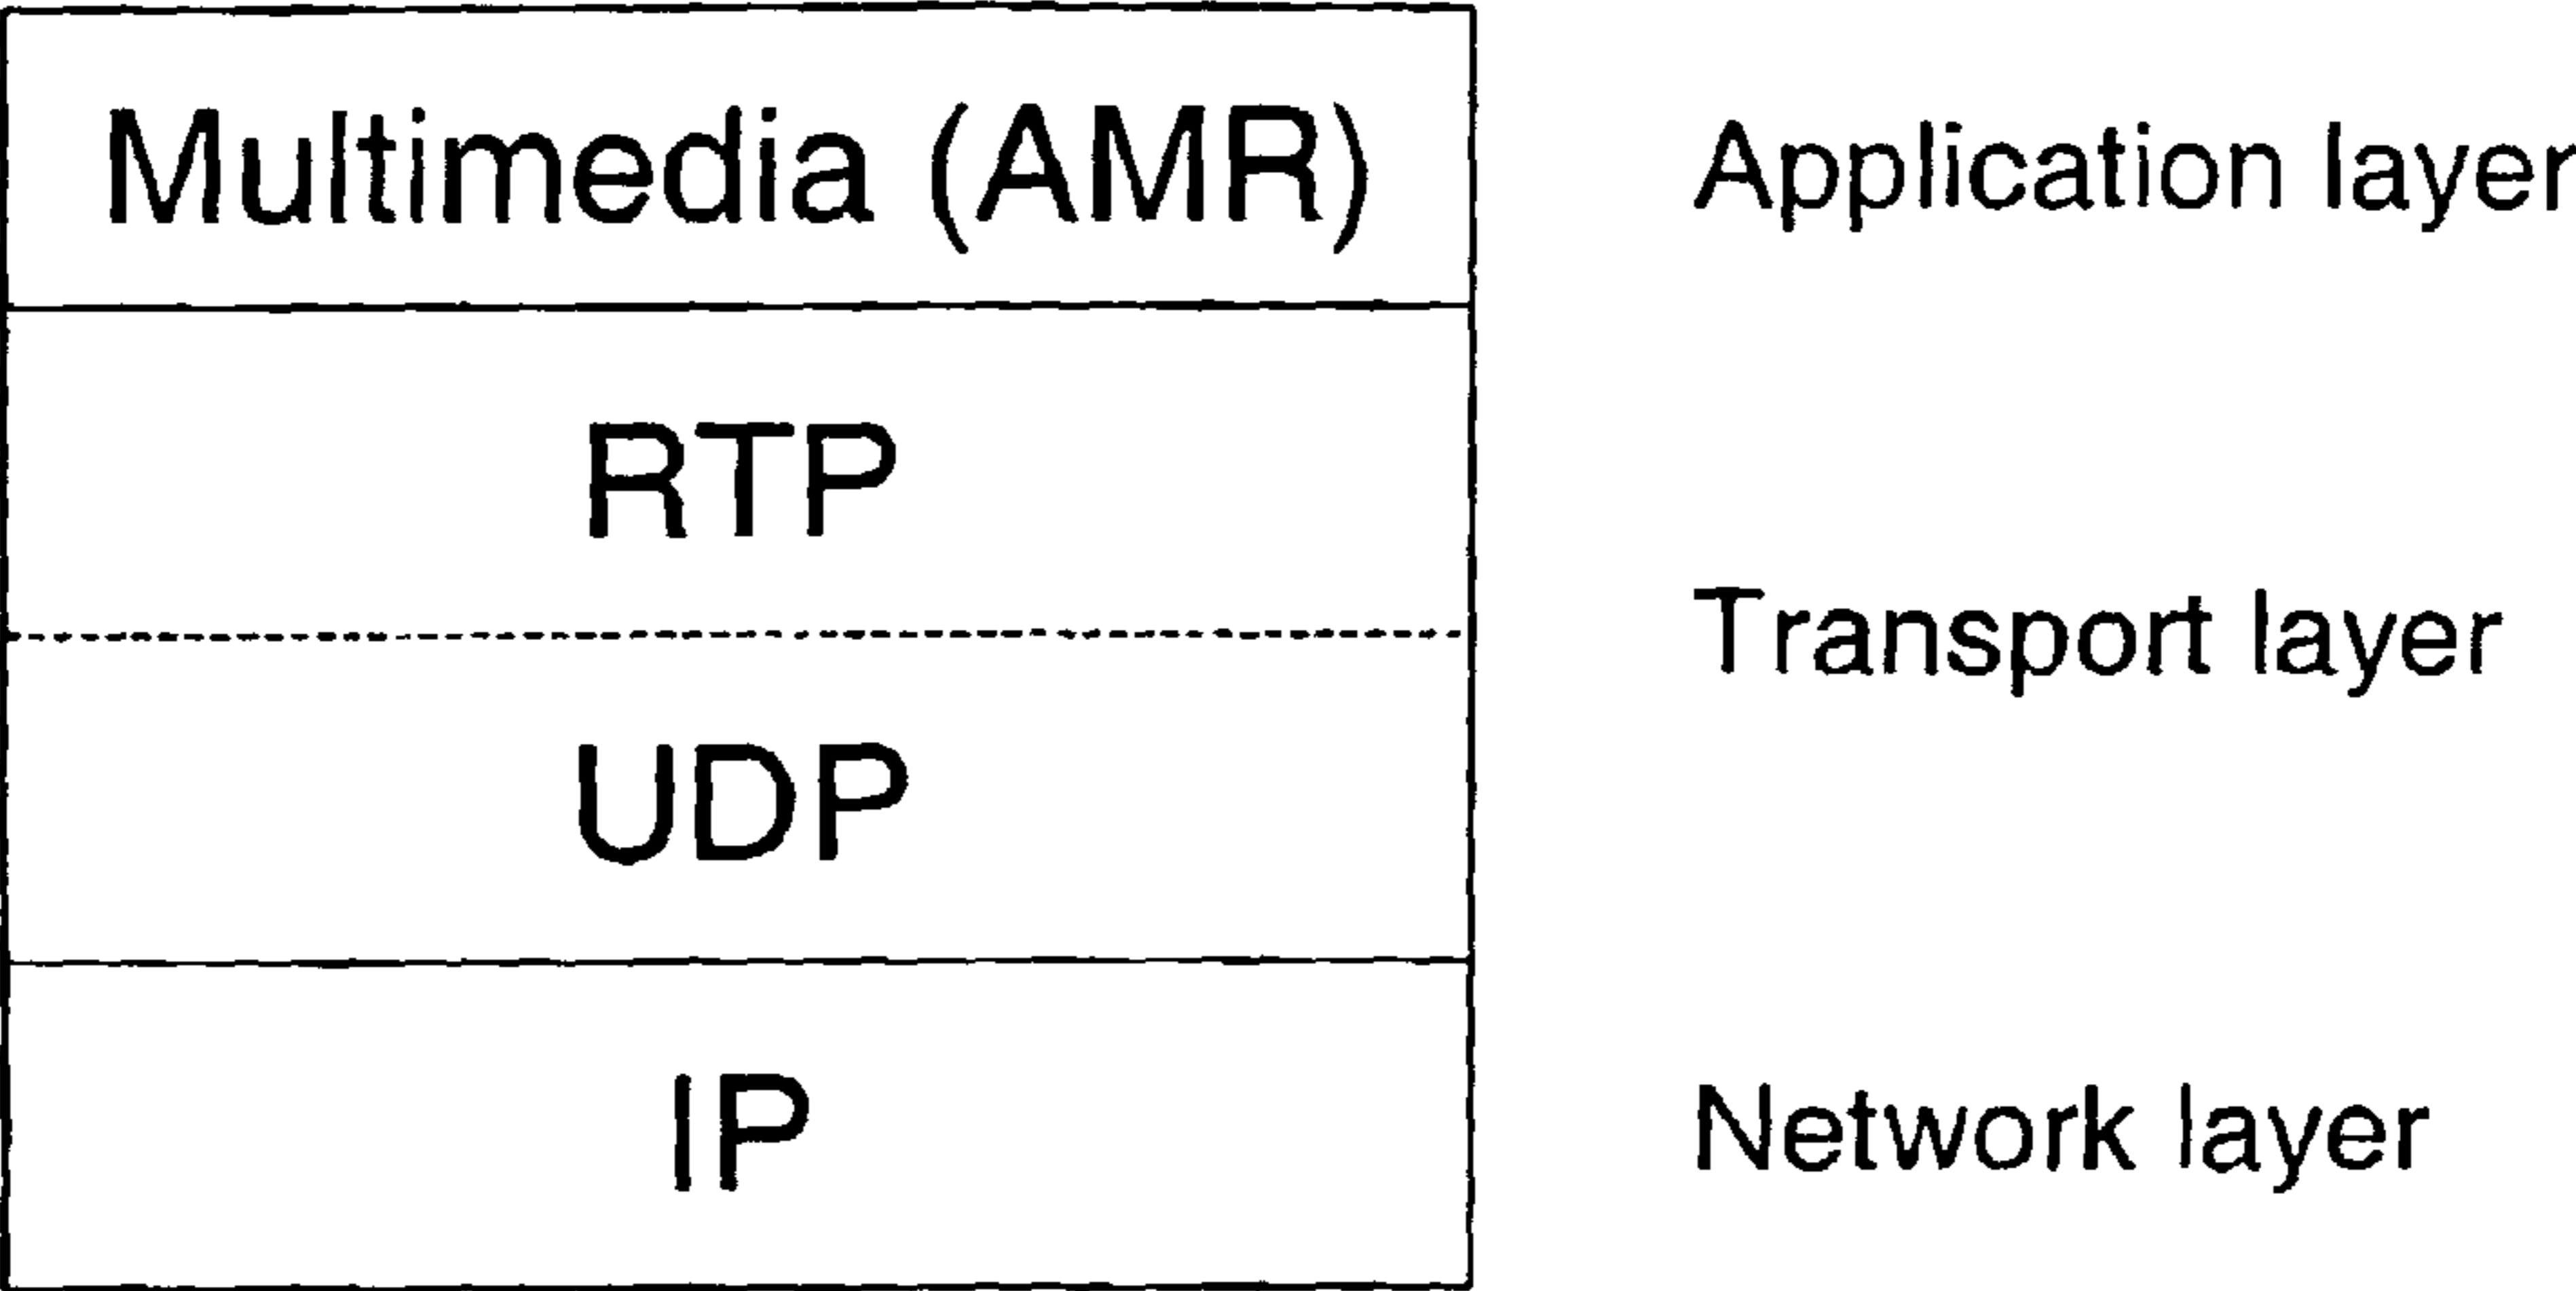 Multimedia (AMR) Application layer
RTP
Transport layer
UDP
IP Network layer